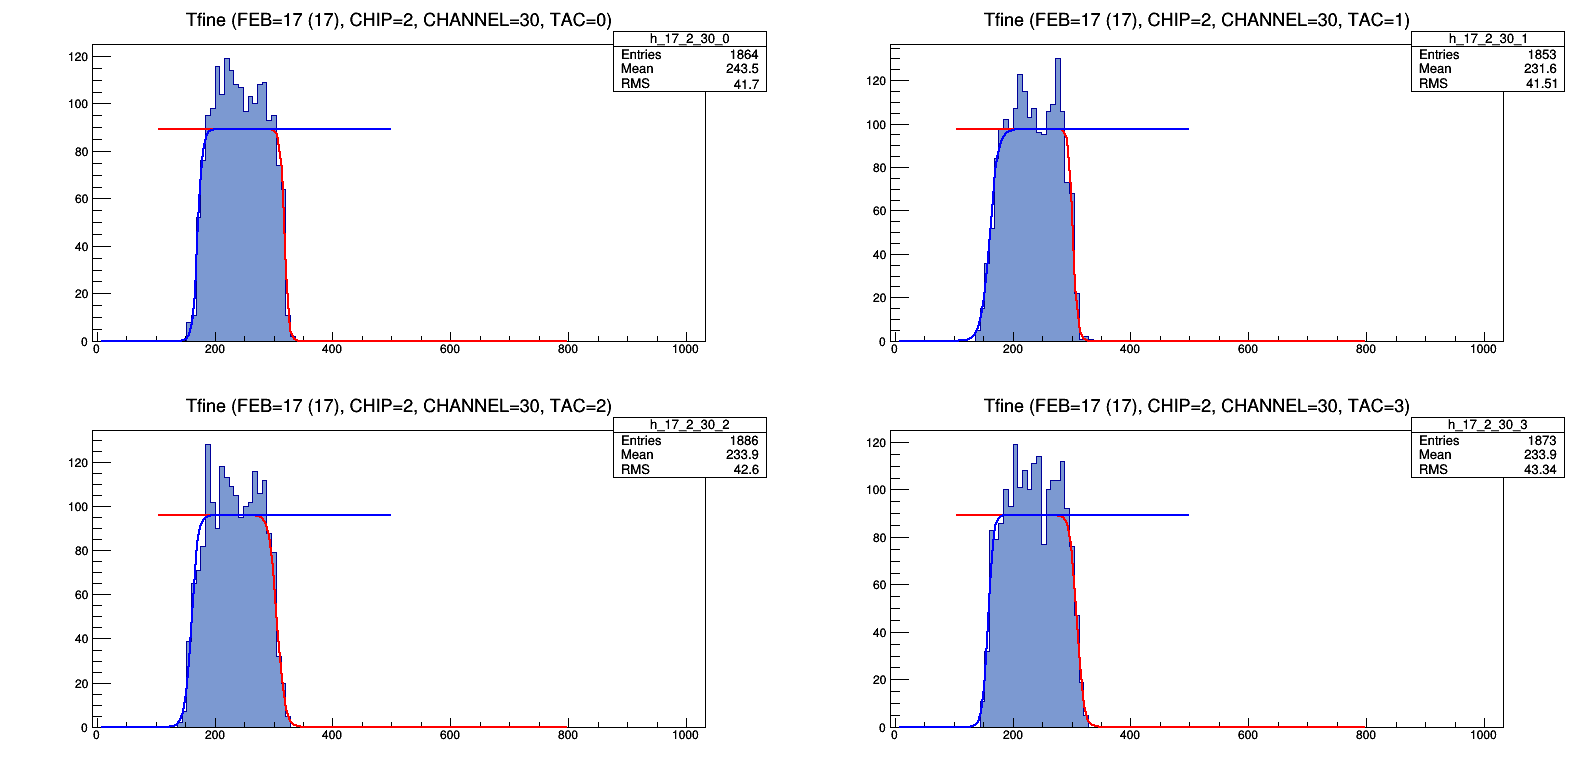 Tfine (FEB=17 (17), CHIP=2, CHANNEL=30, TAC=0)
h_17_2_30_0
Entries 1864
Mean 243.5
RMS 41.7
120
100
80
60
40
20
0
0 200 400 600 800 1000
Tfine (FEB=17 (17), CHIP=2, CHANNEL=30, TAC=1)
h_17_2_30_1
Entries 1853
Mean 231.6
RMS 41.51
120
100
80
60
40
20
0
0 200 400 600 800 1000
Tfine (FEB=17 (17), CHIP=2, CHANNEL=30, TAC=2)
h_17_2_30_2
Entries 1886
Mean 233.9
RMS 42.6
120
100
80
60
40
20
0
0 200 400 600 800 1000
Tfine (FEB=17 (17), CHIP=2, CHANNEL=30, TAC=3)
h_17_2_30_3
Entries 1873
Mean 233.9
RMS 43.34
120
100
80
60
40
20
0
0 200 400 600 800 1000